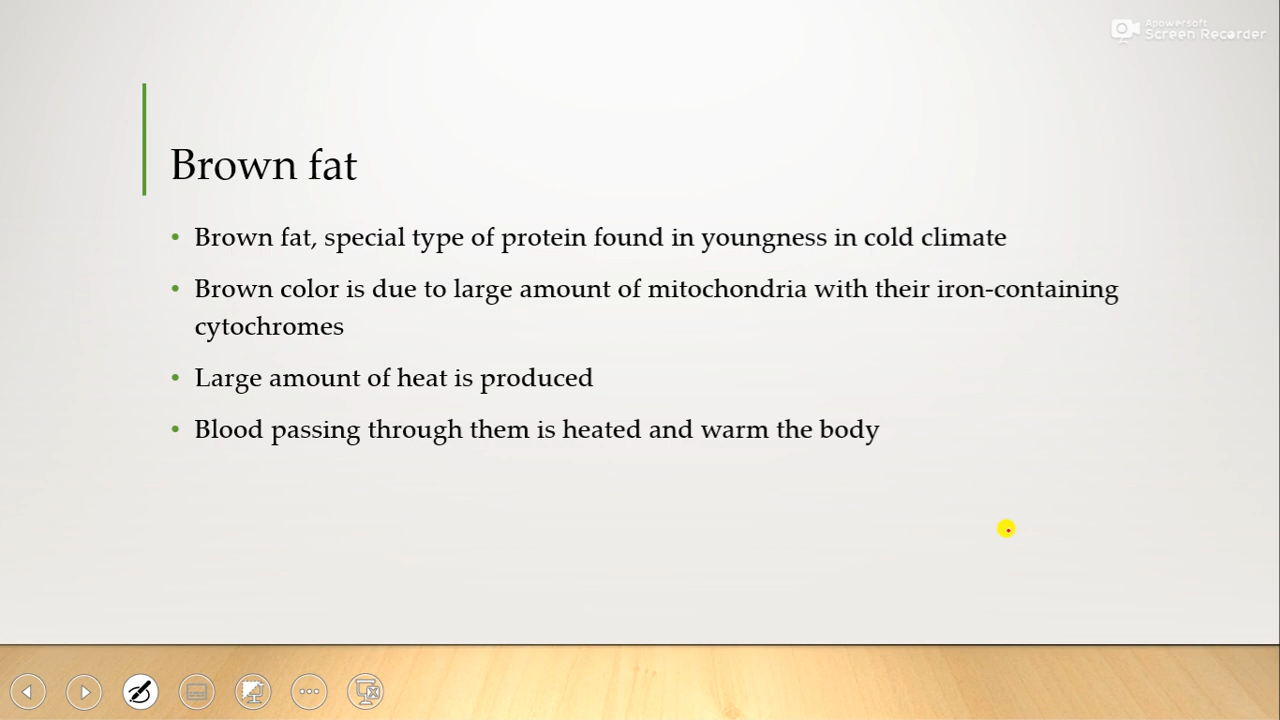 Apowersoft
Screen Recorder
Brown fat
• Brown fat, special type of protein found in youngness in cold climate
• Brown color is due to large amount of mitochondria with their iron-containing
cytochromes
• Large amount of heat is produced
• Blood passing through them is heated and warm the body